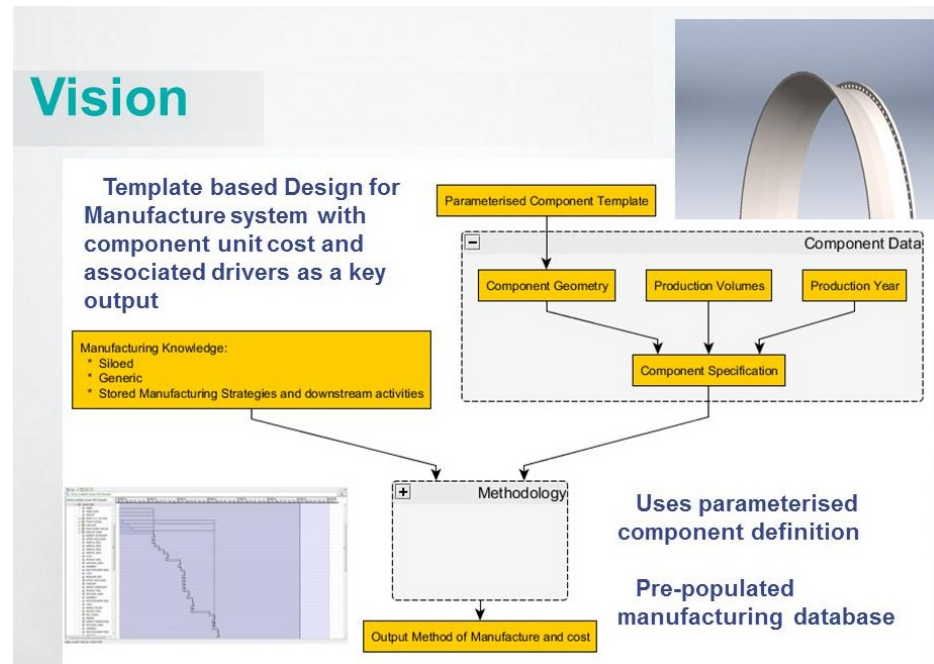 Vision
Template based Design for
Manufacture system with
component unit cost and
associated drivers as a key
output
Parameterised Component Template
Component Data
Component Geometry
Production Volumes
Production Year
Component Specification
Manufacturing Knowledge:
* Siloed
* Generic
* Stored Manufacturing Strategies and downstream activities
Methodology
Output Method of Manufacture and cost
Uses parameterised
component definition
Pre-populated
manufacturing database